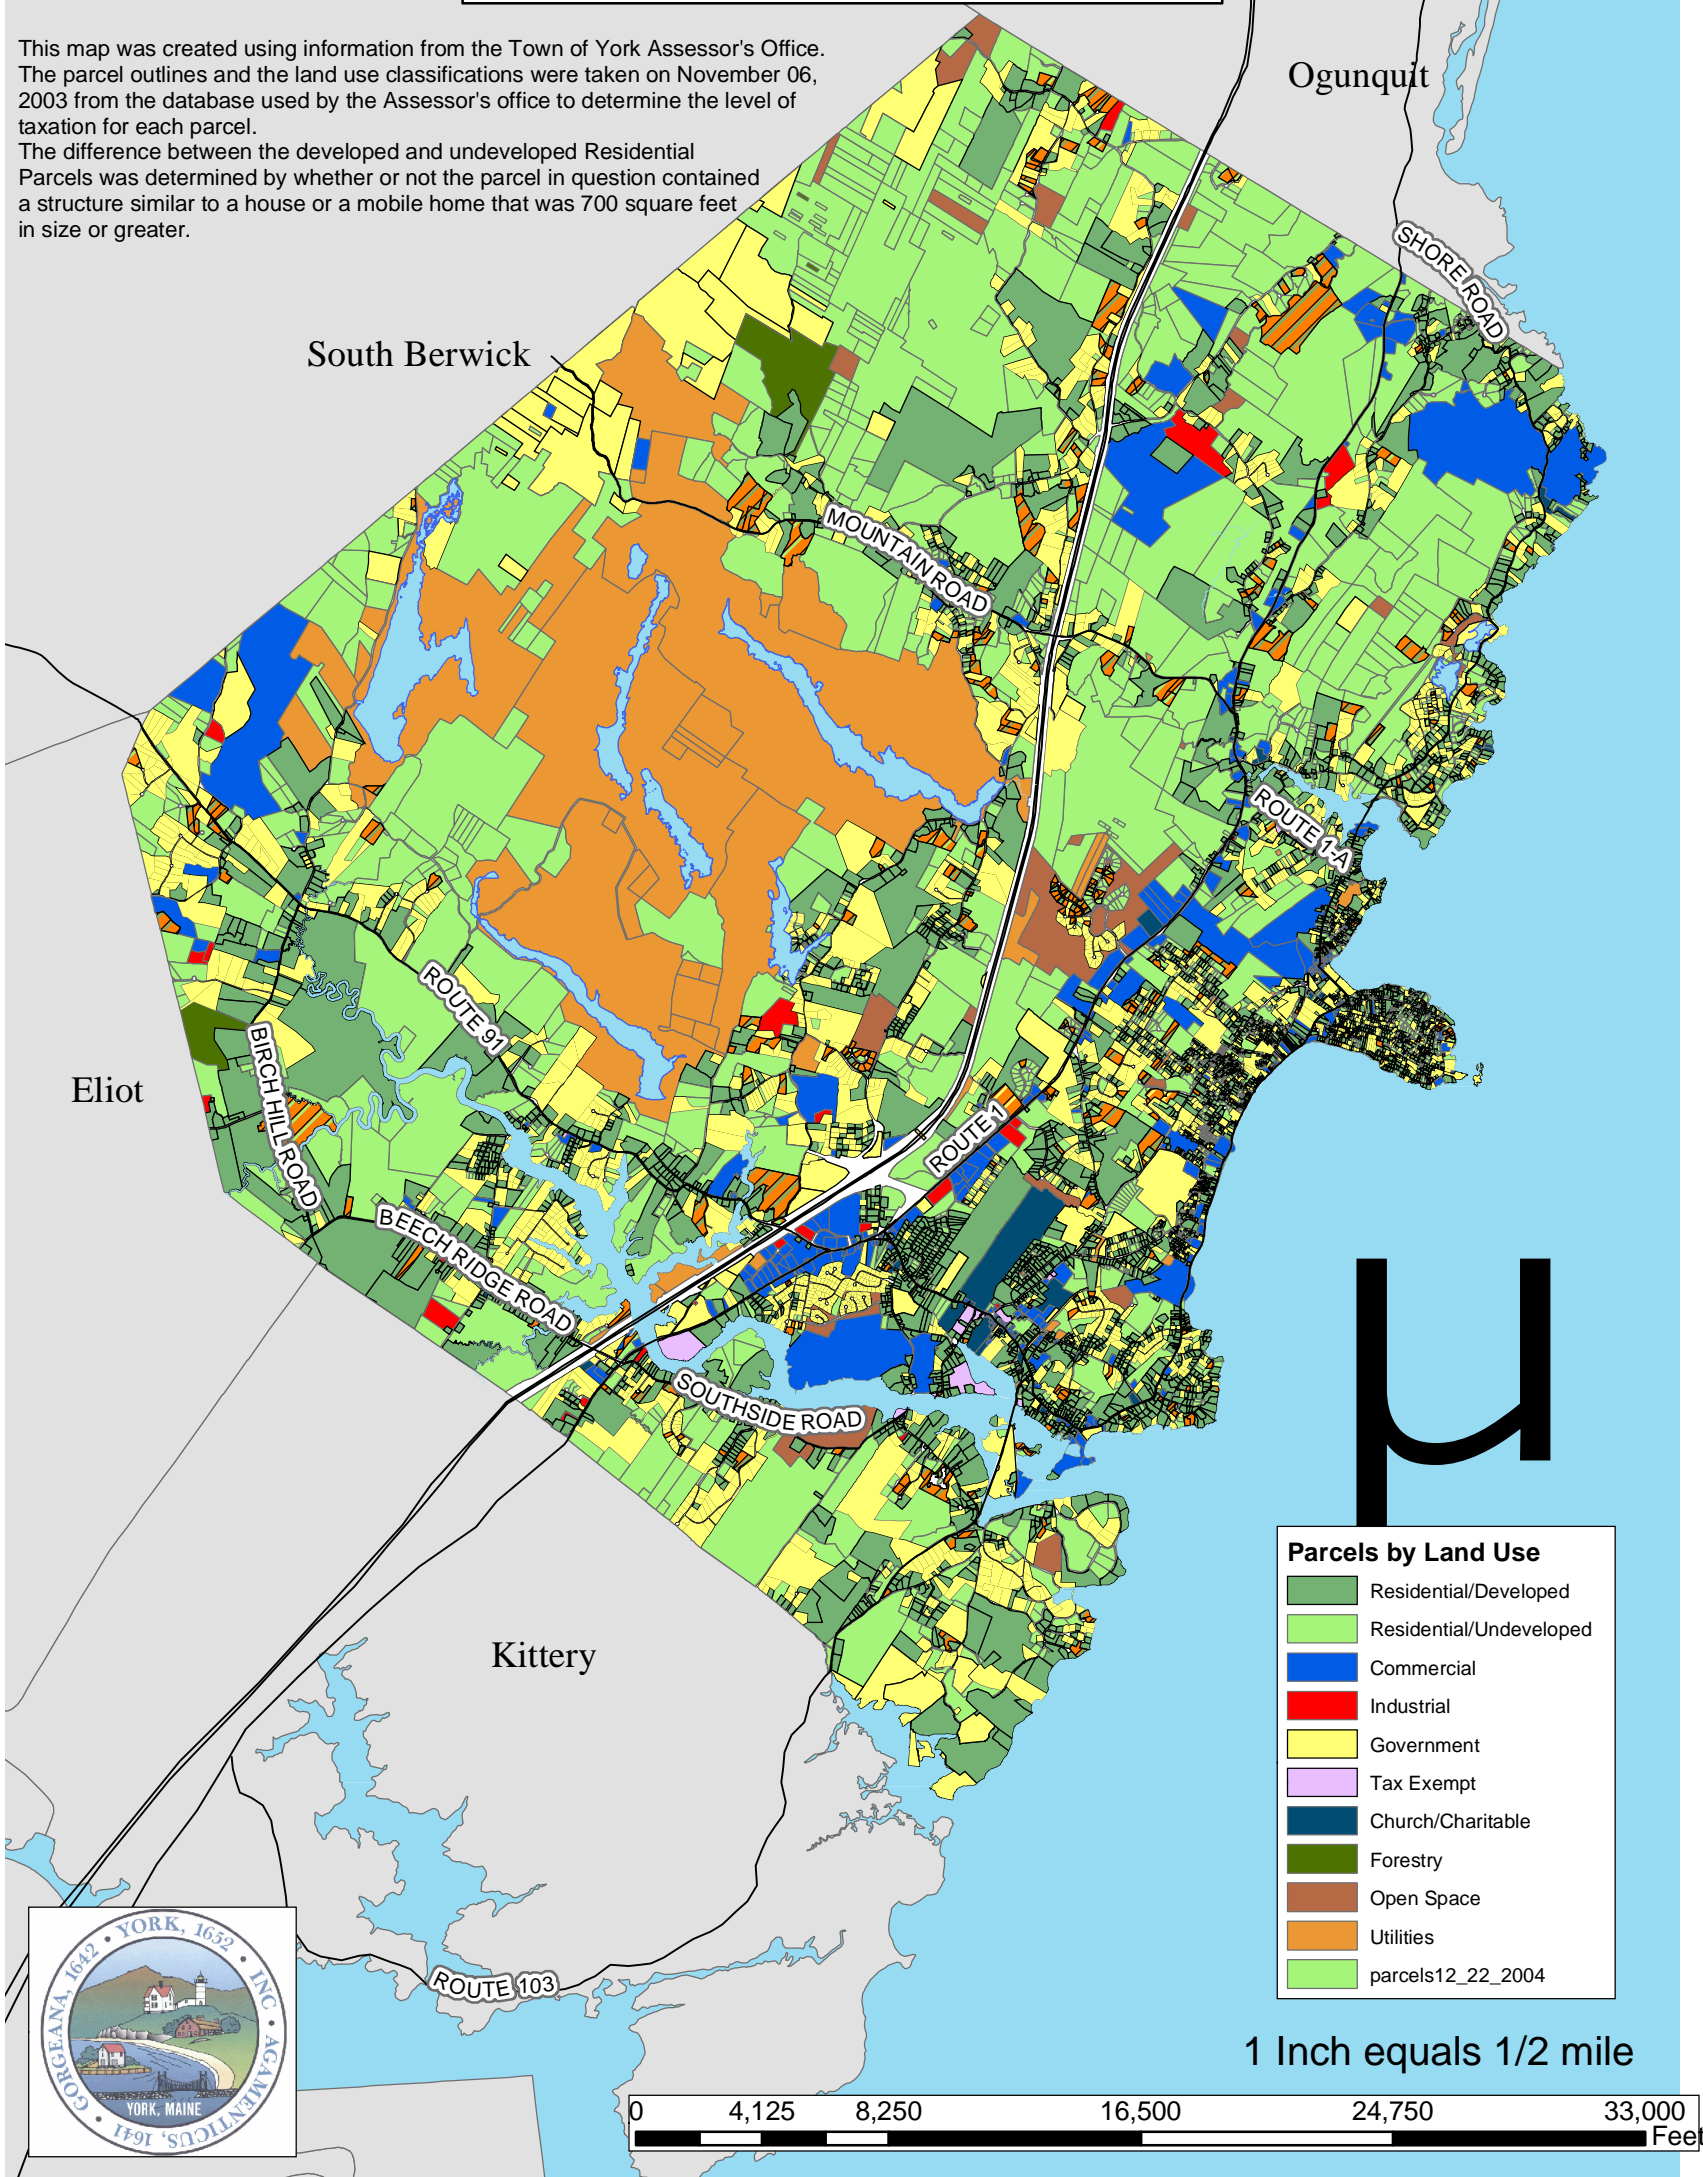 This map was created using information from the Town of York Assessor's Office.
The parcel outlines and the land use classifications were taken on November 06,
2003 from the database used by the Assessor's office to determine the level of
taxation for each parcel.
The difference between the developed and undeveloped Residential
Parcels was determined by whether or not the parcel in question contained
a structure similar to a house or a mobile home that was 700 square feet
in size or greater.
Ogunquit
SHORE ROAD
South Berwick
MOUNTAIN ROAD
ROUTE 1-A
ROUTE 91
BIRCH HILL ROAD
Eliot
ROUTE 1
BEECH RIDGE ROAD
SOUTHSIDE ROAD
µ
Kittery
Parcels by Land Use
Residential/Developed
Residential/Undeveloped
Commercial
Industrial
Government
Tax Exempt
Church/Charitable
Forestry
Open Space
Utilities
parcels12_22_2004
ROUTE 103
GORGEANA, 1642 • YORK, 1652 • INC • AGAMENTICUS, 1641 •
YORK, MAINE
1 Inch equals 1/2 mile
0 4,125 8,250 16,500 24,750 33,000
Feet